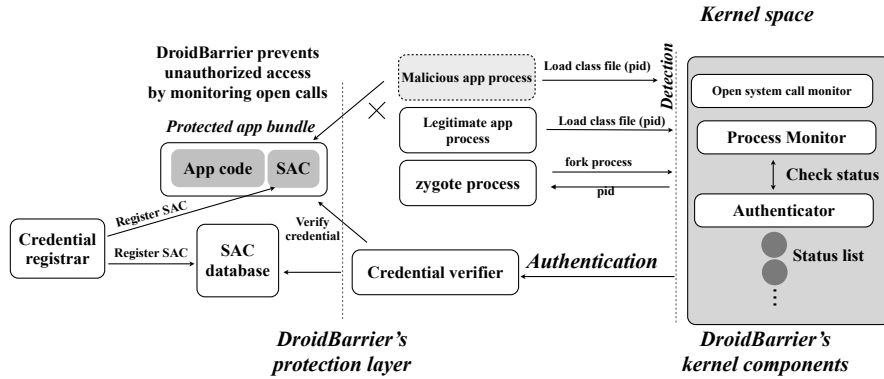 Kernel space
DroidBarrier prevents
unauthorized access
by monitoring open calls
Malicious app process
Load class file (pid)
Detection
Open system call monitor
Protected app bundle
Legitimate app
process
Load class file (pid)
Process Monitor
App code
SAC
zygote process
fork process
pid
Check status
Authenticator
Register SAC
Verify
credential
Credential
registrar
Register SAC
SAC
database
Credential verifier
Authentication
Status list
DroidBarrier's
protection layer
DroidBarrier's
kernel components